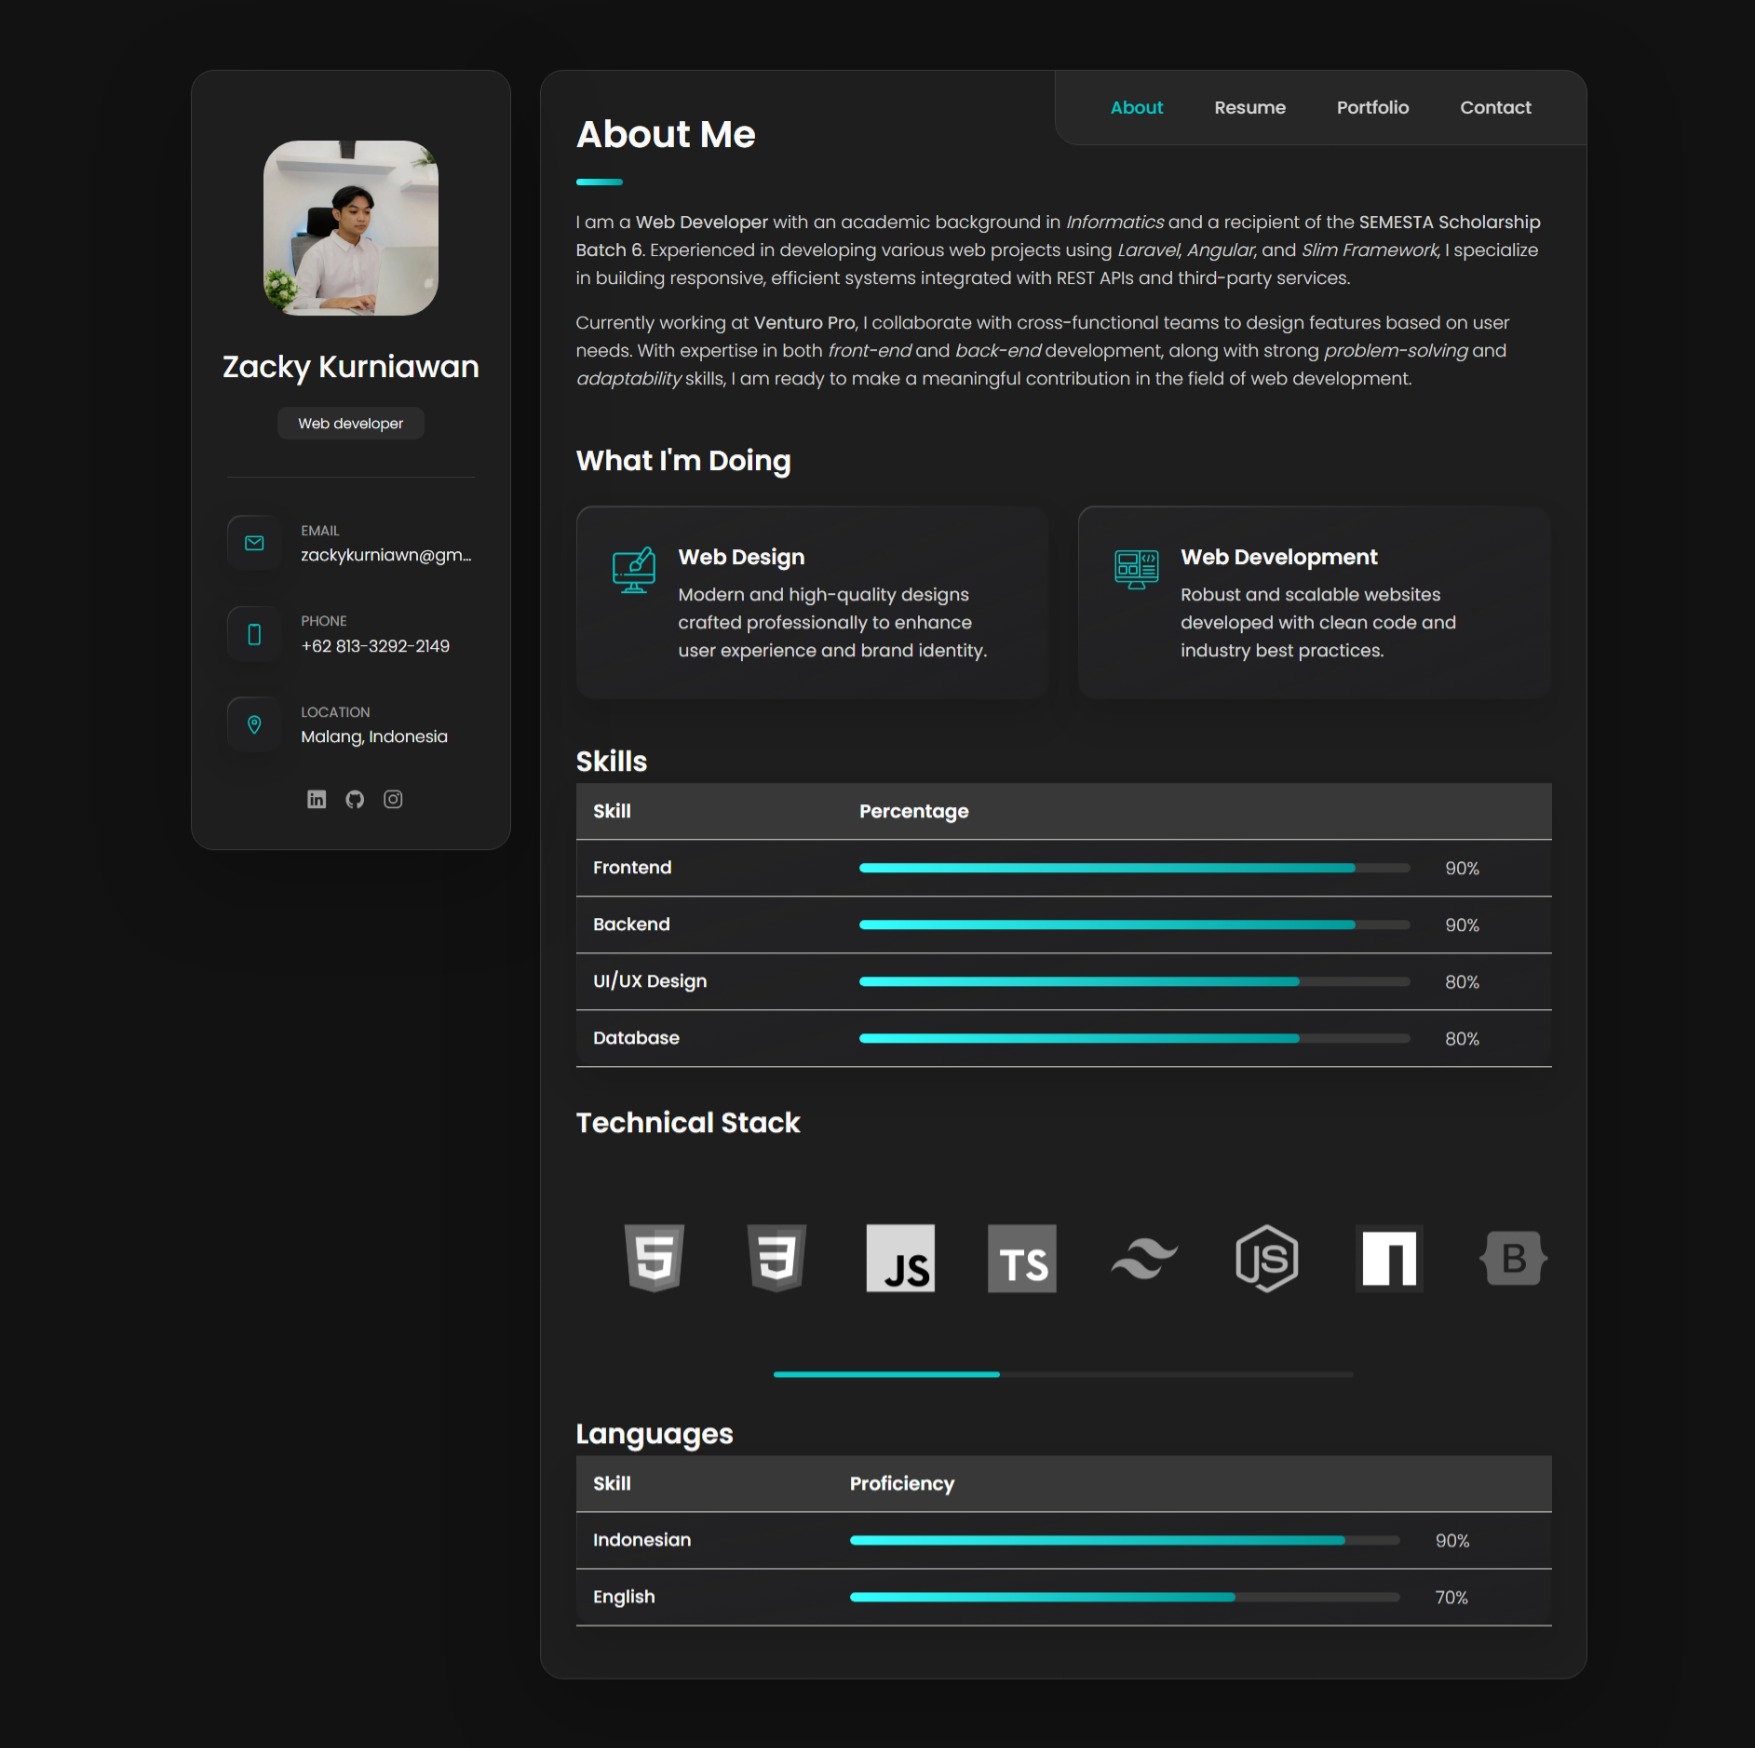 Zacky Kurniawan
Web developer
EMAIL
zackykurniawn@gm...
PHONE
+62 813-3292-2149
LOCATION
Malang, Indonesia
in
About Resume Portfolio Contact
About Me
I am a Web Developer with an academic background in Informatics and a recipient of the SEMESTA Scholarship
Batch 6. Experienced in developing various web projects using Laravel, Angular, and Slim Framework, I specialize
in building responsive, efficient systems integrated with REST APIs and third-party services.
Currently working at Venturo Pro, I collaborate with cross-functional teams to design features based on user
needs. With expertise in both front-end and back-end development, along with strong problem-solving and
adaptability skills, I am ready to make a meaningful contribution in the field of web development.
What I'm Doing
Web Design
Modern and high-quality designs
crafted professionally to enhance
user experience and brand identity.
Web Development
Robust and scalable websites
developed with clean code and
industry best practices.
Skills
Skill Percentage
Frontend 90%
Backend 90%
UI/UX Design 80%
Database 80%
Technical Stack
5 3 JS TS JS n B
Languages
Skill Proficiency
Indonesian 90%
English 70%